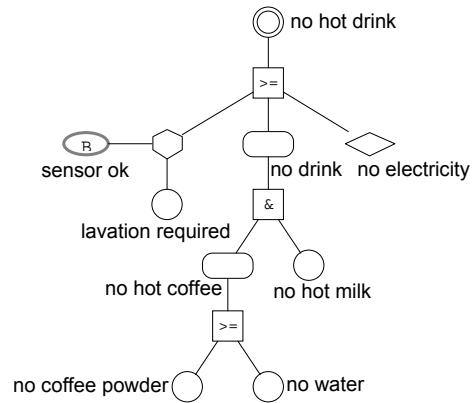 no hot drink
>=
B
sensor ok
no drink
no electricity
lavation required
&
no hot coffee
no hot milk
>=
no coffee powder
no water